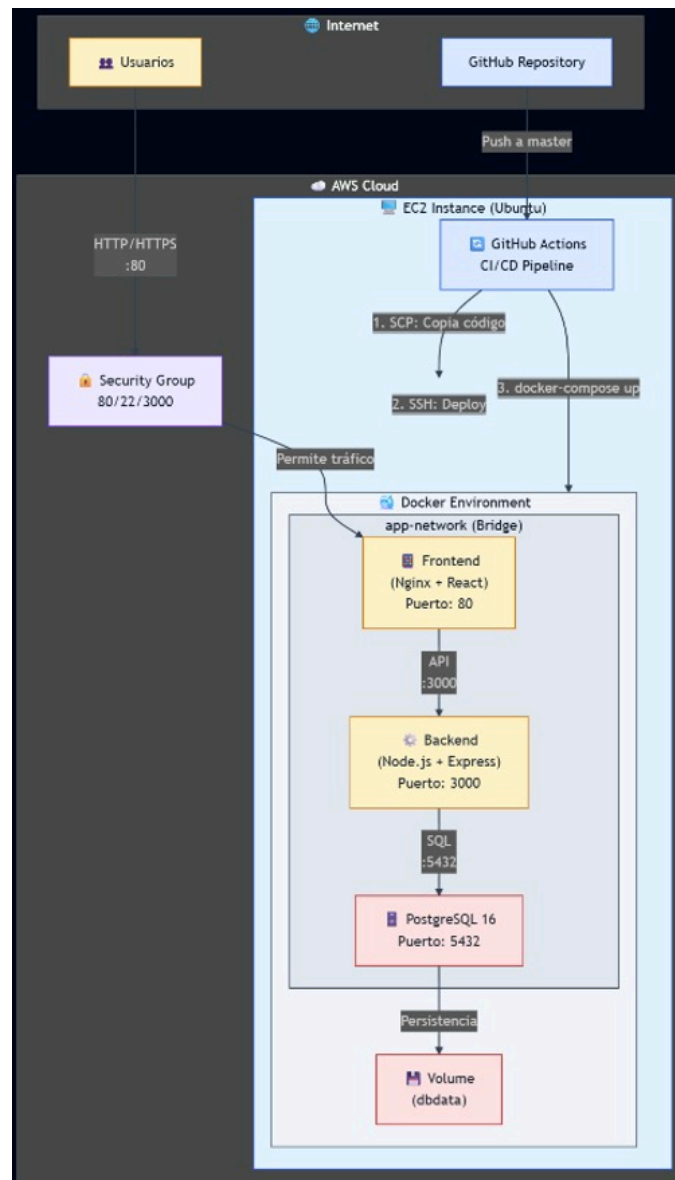 Internet
Usuarios
GitHub Repository
Push a master
AWS Cloud
EC2 Instance (Ubuntu)
HTTP/HTTPS
:80
GitHub Actions
CI/CD Pipeline
1. SCP: Copia código
Security Group
80/22/3000
2. SSH: Deploy
3. docker-compose up
Permite tráfico
Docker Environment
app-network (Bridge)
Frontend
(Nginx + React)
Puerto: 80
API
:3000
Backend
(Node.js + Express)
Puerto: 3000
SQL
:5432
PostgreSQL 16
Puerto: 5432
Persistencia
Volume
(dbdata)